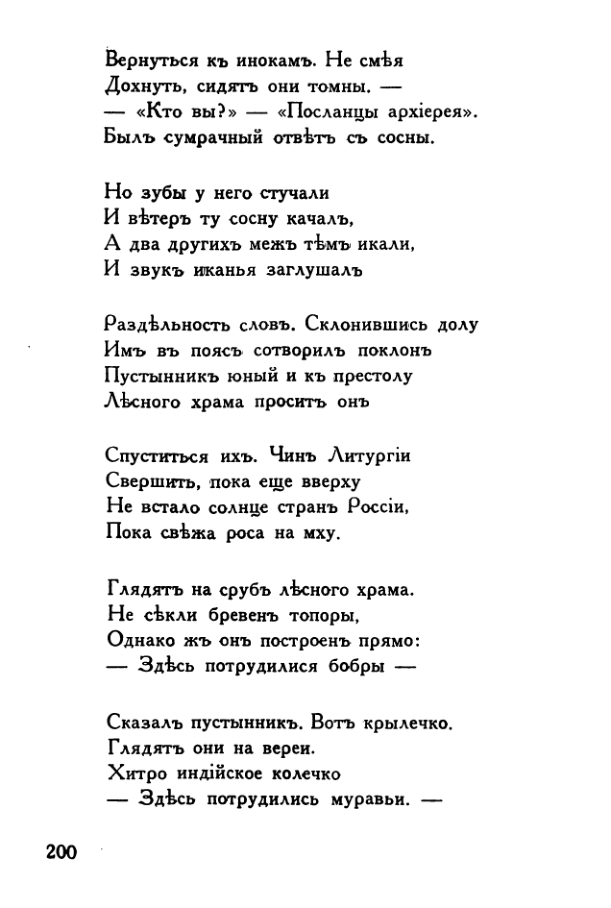 Вернуться къ инокамъ. Не смѣя
Дохнуть, сидятъ они томны. —
— «Кто вы?» — «Посланцы архіерея».
Былъ сумрачный отвѣтъ съ сосны.
Но зубы у него стучали
И вѣтеръ ту сосну качалъ,
А два другихъ межъ тѣмъ икали,
И звукъ иканья заглушалъ
Раздѣльность словъ. Склонившись долу
Имъ въ поясъ сотворилъ поклонъ
Пустынникъ юный и къ престолу
Лѣсного храма проситъ онъ
Спуститься ихъ. Чинъ Литургіи
Свершить, пока еще вверху
Не встало солнце странъ Россіи,
Пока свѣжа роса на мху.
Глядятъ на срубъ лѣсного храма.
Не сѣкли бревенъ топоры,
Однако жъ онъ построенъ прямо:
— Здѣсь потрудилися бобры —
Сказалъ пустынникъ. Вотъ крылечко.
Глядятъ они на вереи.
Хитро индійское колечко
— Здѣсь потрудились муравьи. —
200